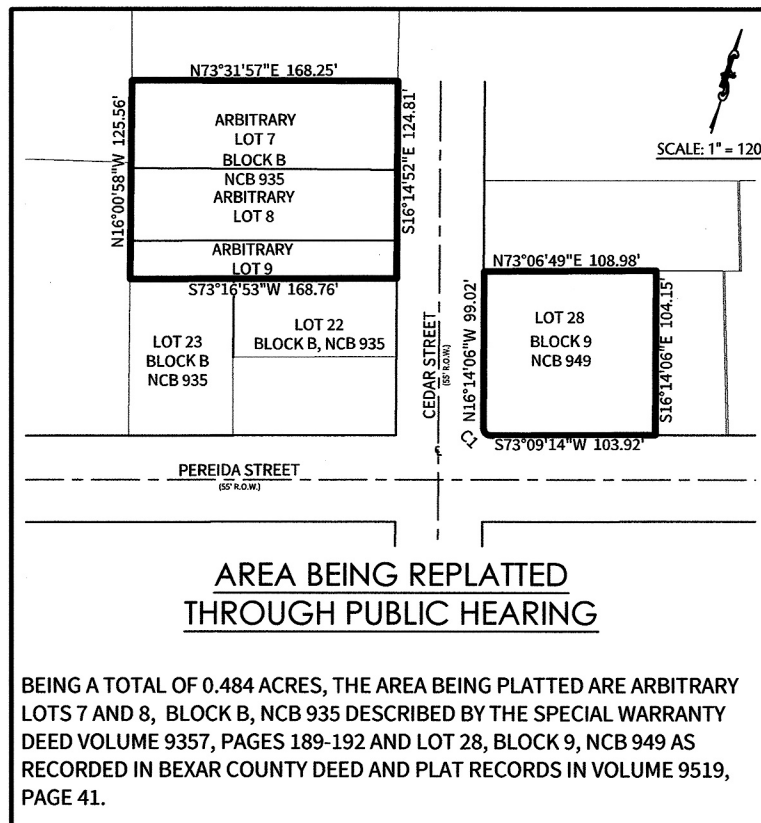 N73°31'57"E 168.25'
N16°00'58"W 125.56'
S16°14'52"E 124.81'
ARBITRARY
LOT 7
BLOCK B
NCB 935
ARBITRARY
LOT 8
ARBITRARY
LOT 9
S73°16'53"W 168.76'
SCALE: 1" = 120
LOT 23
BLOCK B
NCB 935
LOT 22
BLOCK B, NCB 935
CEDAR STREET
(55' R.O.W.)
N73°06'49"E 108.98'
N16°14'06"W 99.02'
S16°14'06"E 104.15'
LOT 28
BLOCK 9
NCB 949
C1
S73°09'14"W 103.92'
PEREIDA STREET
(55' R.O.W.)
AREA BEING REPLATTED
THROUGH PUBLIC HEARING
BEING A TOTAL OF 0.484 ACRES, THE AREA BEING PLATTED ARE ARBITRARY
LOTS 7 AND 8, BLOCK B, NCB 935 DESCRIBED BY THE SPECIAL WARRANTY
DEED VOLUME 9357, PAGES 189-192 AND LOT 28, BLOCK 9, NCB 949 AS
RECORDED IN BEXAR COUNTY DEED AND PLAT RECORDS IN VOLUME 9519,
PAGE 41.